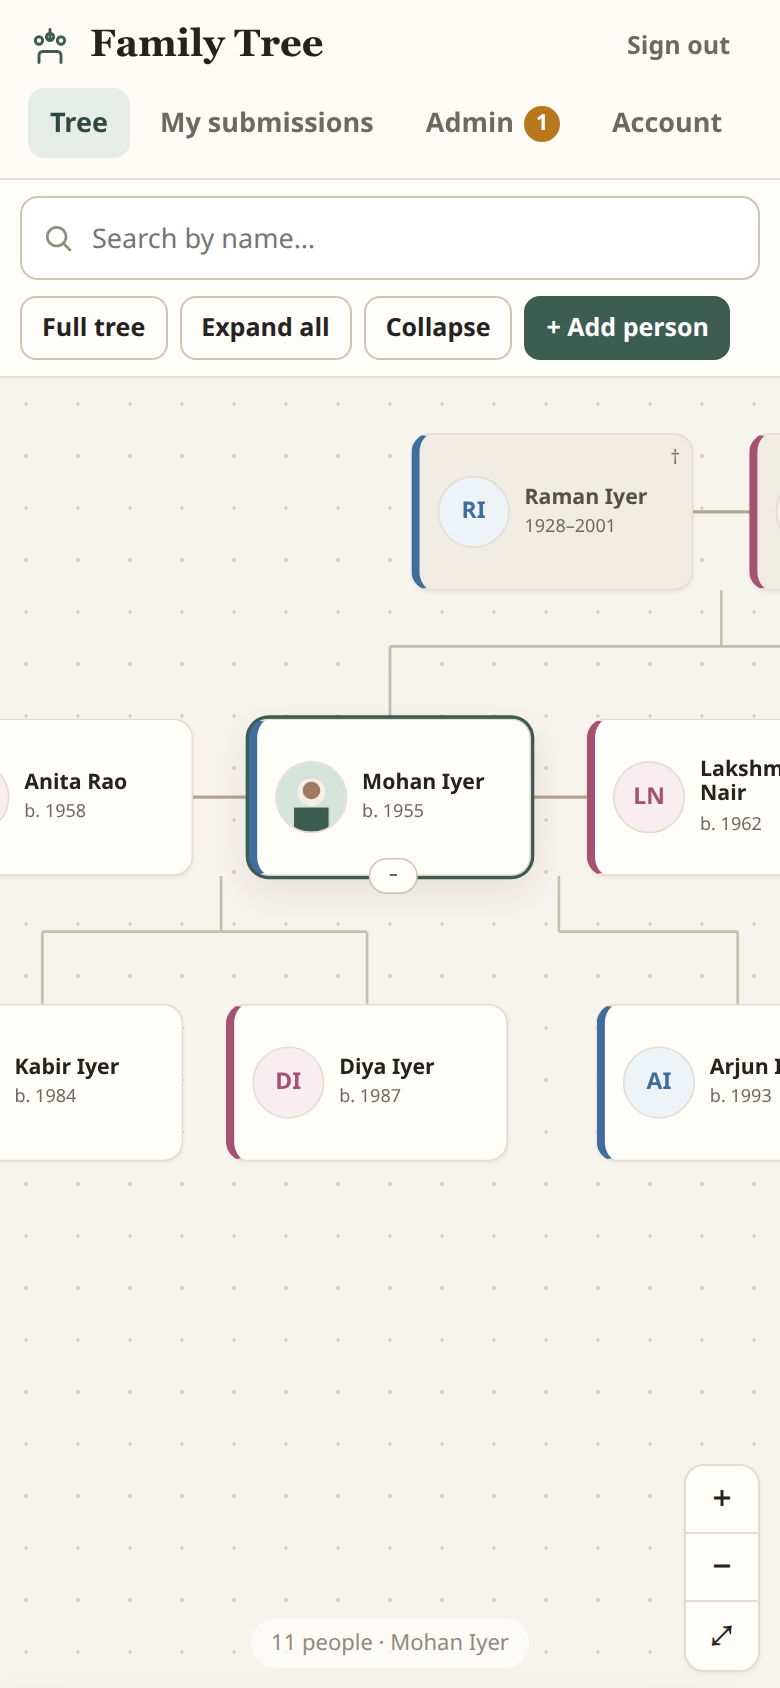 Family Tree
Sign out
Tree
My submissions
Admin 1
Account
Search by name...
Full tree
Expand all
Collapse
+ Add person
†
RI
Raman Iyer
1928–2001
Anita Rao
b. 1958
Mohan Iyer
b. 1955
−
LN
Nair
b. 1962
Kabir Iyer
b. 1984
DI
Diya Iyer
b. 1987
AI
Arjun
b. 1993
+
−
11 people · Mohan Iyer